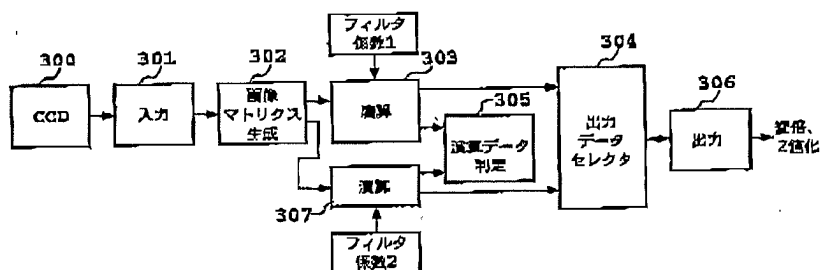 フィルタ
係数1
300
301
302
303
304
305
306
307
CCD
入力
画像
マトリクス
生成
演算
演算データ
判定
演算
出力
データ
セレクタ
出力
変倍、
2値化
フィルタ
係数2